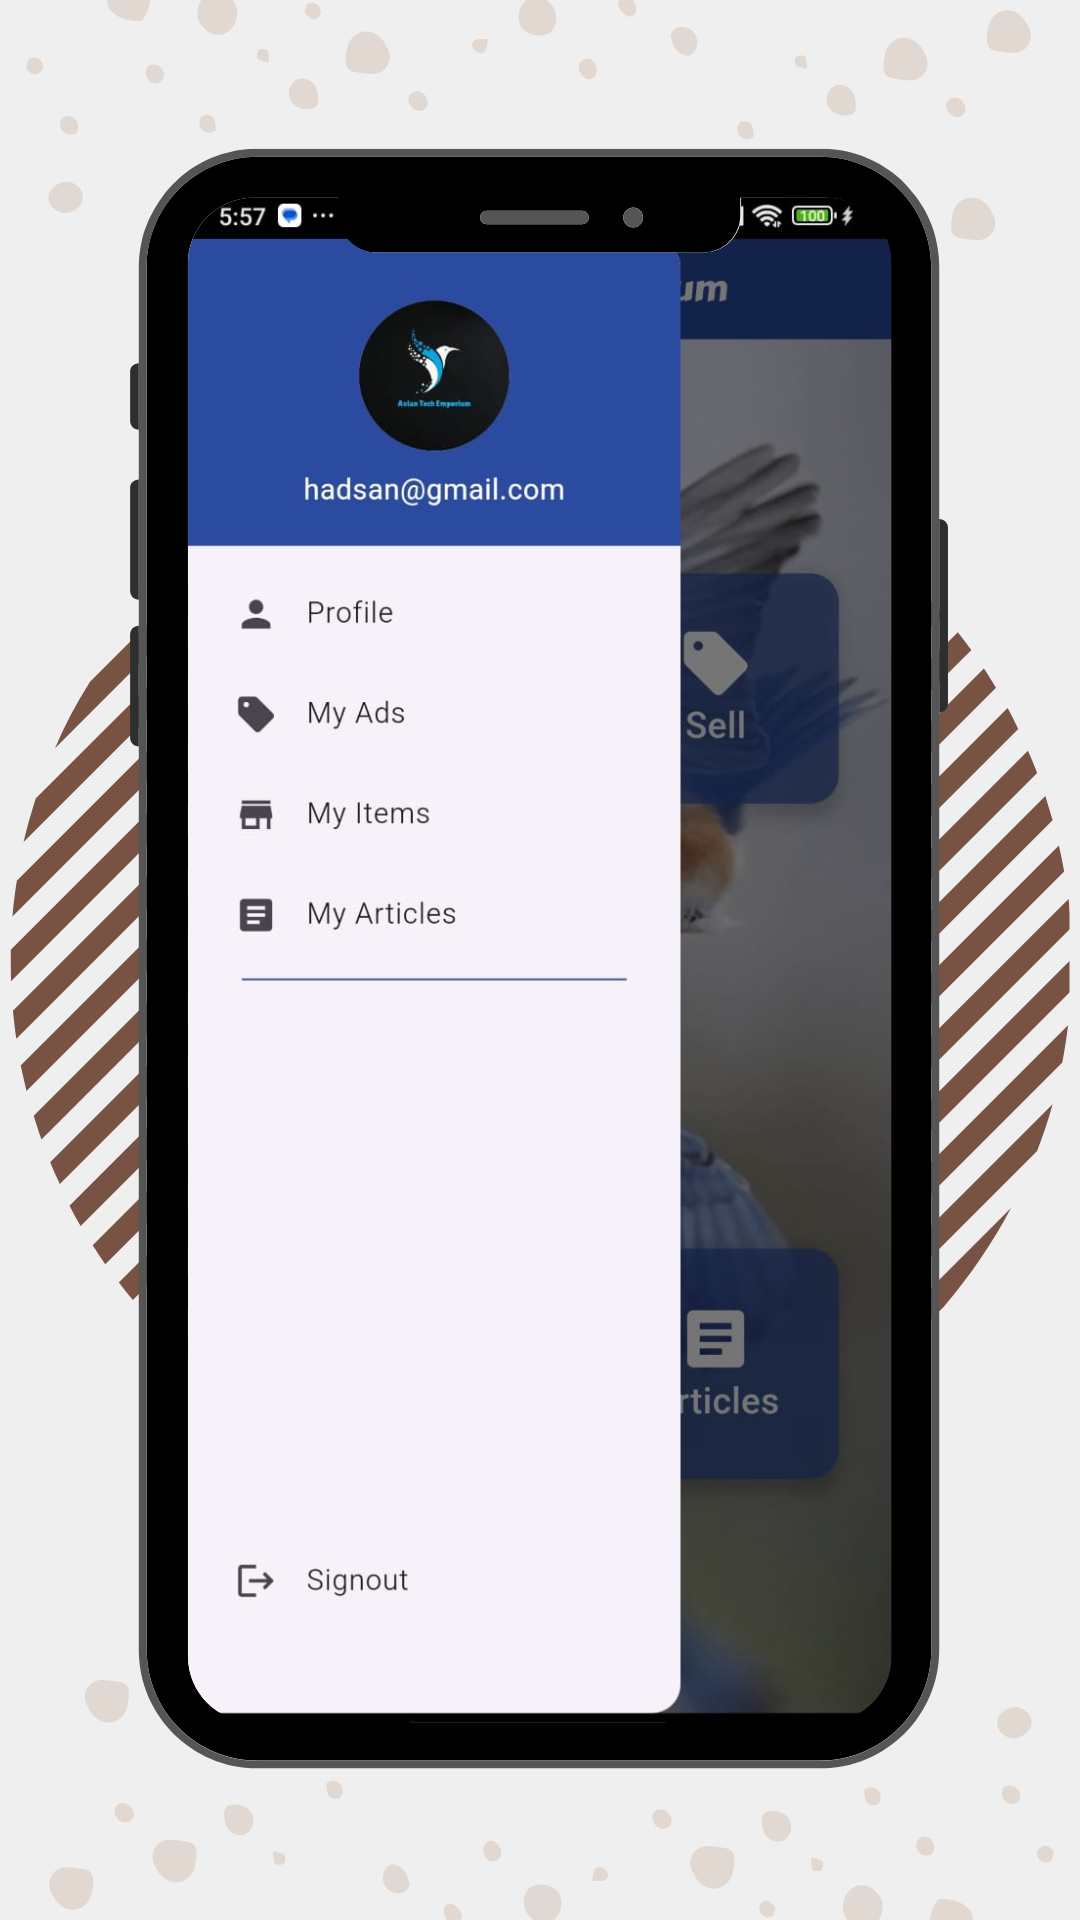 5:57
100
um
Avian Tech Emporium
hadsan@gmail.com
Profile
My Ads
Sell
My Items
My Articles
rticles
Signout